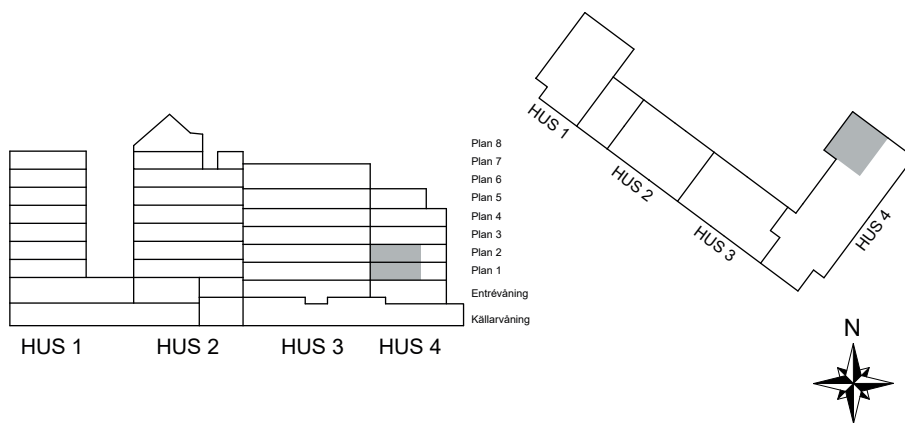 Plan 8
Plan 7
Plan 6
Plan 5
Plan 4
Plan 3
Plan 2
Plan 1
Entrévåning
Källarvåning
HUS 1
HUS 2
HUS 3
HUS 4
HUS 1
HUS 2
HUS 3
HUS 4
N